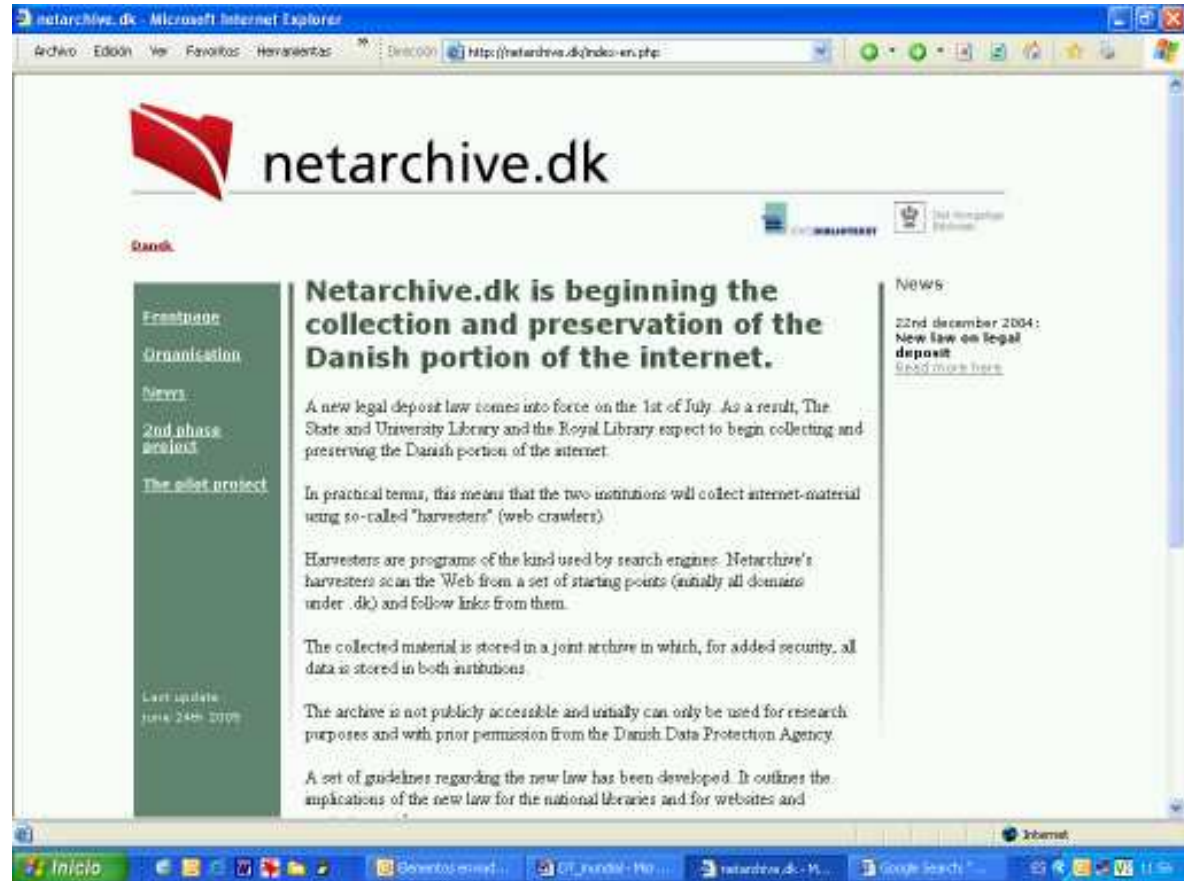 netarchive.dk - Microsoft Internet Explorer
Archivo Edición Ver Favoritos Herramientas » Dirección http://netarchive.dk/index-en.php
netarchive.dk
Dansk
Frontpage
Organisation
News
2nd phase
project
The pilot project
Last update
june 24th 2005
Netarchive.dk is beginning the
collection and preservation of the
Danish portion of the internet.
A new legal deposit law comes into force on the 1st of July. As a result, The
State and University Library and the Royal Library expect to begin collecting and
preserving the Danish portion of the internet.
In practical terms, this means that the two institutions will collect internet-material
using so-called "harvesters" (web crawlers).
Harvesters are programs of the kind used by search engines. Netarchive's
harvesters scan the Web from a set of starting points (initially all domains
under .dk) and follow links from them.
The collected material is stored in a joint archive in which, for added security, all
data is stored in both institutions.
The archive is not publicly accessible and initially can only be used for research
purposes and with prior permission from the Danish Data Protection Agency.
A set of guidelines regarding the new law has been developed. It outlines the
implications of the new law for the national libraries and for websites and
News
22nd december 2004:
New law on legal
deposit
Read more here
Internet
Inicio
netarchive.dk - M...
Google Search: "...